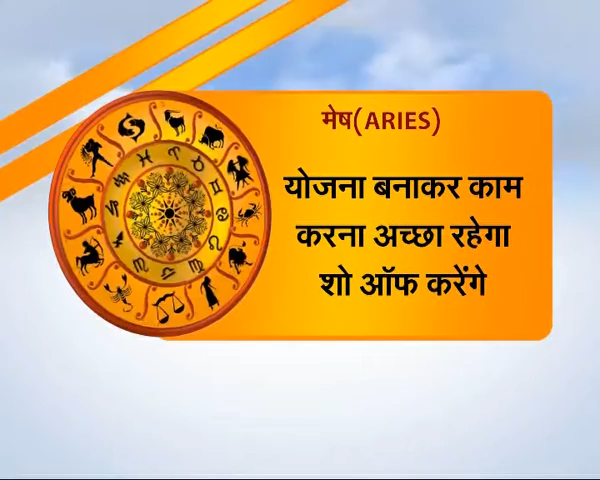 मेष(ARIES)
योजना बनाकर काम
करना अच्छा रहेगा
शो ऑफ करेंगे